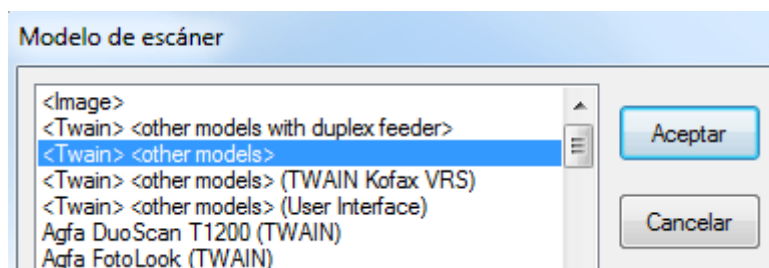 Modelo de escáner
<Image>
<Twain> <other models with duplex feeder>
<Twain> <other models>
<Twain> <other models> (TWAIN Kofax VRS)
<Twain> <other models> (User Interface)
Agfa DuoScan T1200 (TWAIN)
Agfa FotoLook (TWAIN)
Aceptar
Cancelar